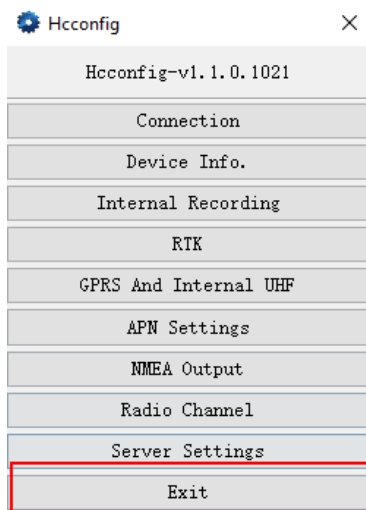 Hcconfig
Hcconfig-v1.1.0.1021
Connection
Device Info.
Internal Recording
RTK
GPRS And Internal UHF
APN Settings
NMEA Output
Radio Channel
Server Settings
Exit